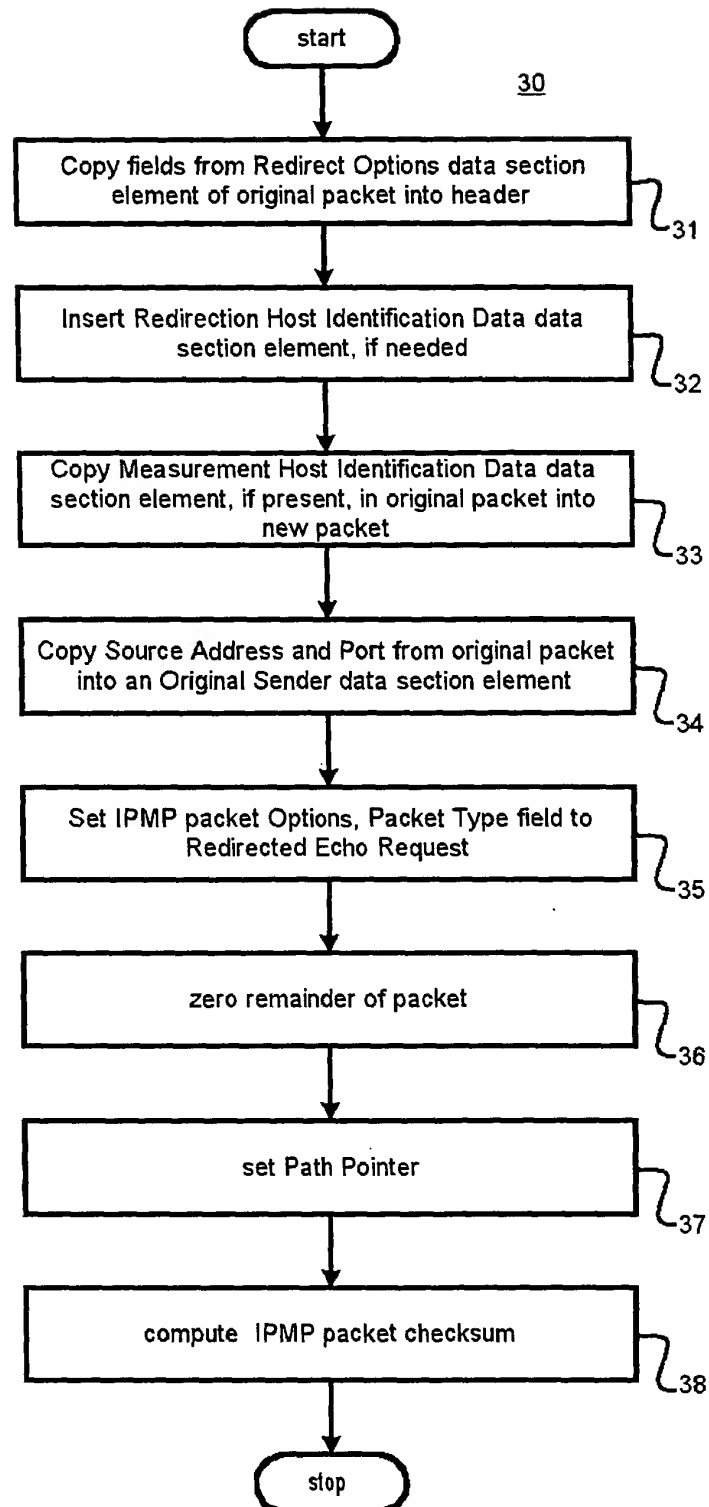 start
30
Copy fields from Redirect Options data section
element of original packet into header
31
Insert Redirection Host Identification Data data
section element, if needed
32
Copy Measurement Host Identification Data data
section element, if present, in original packet into
new packet
33
Copy Source Address and Port from original packet
into an Original Sender data section element
34
Set IPMP packet Options, Packet Type field to
Redirected Echo Request
35
zero remainder of packet
36
set Path Pointer
37
compute IPMP packet checksum
38
stop